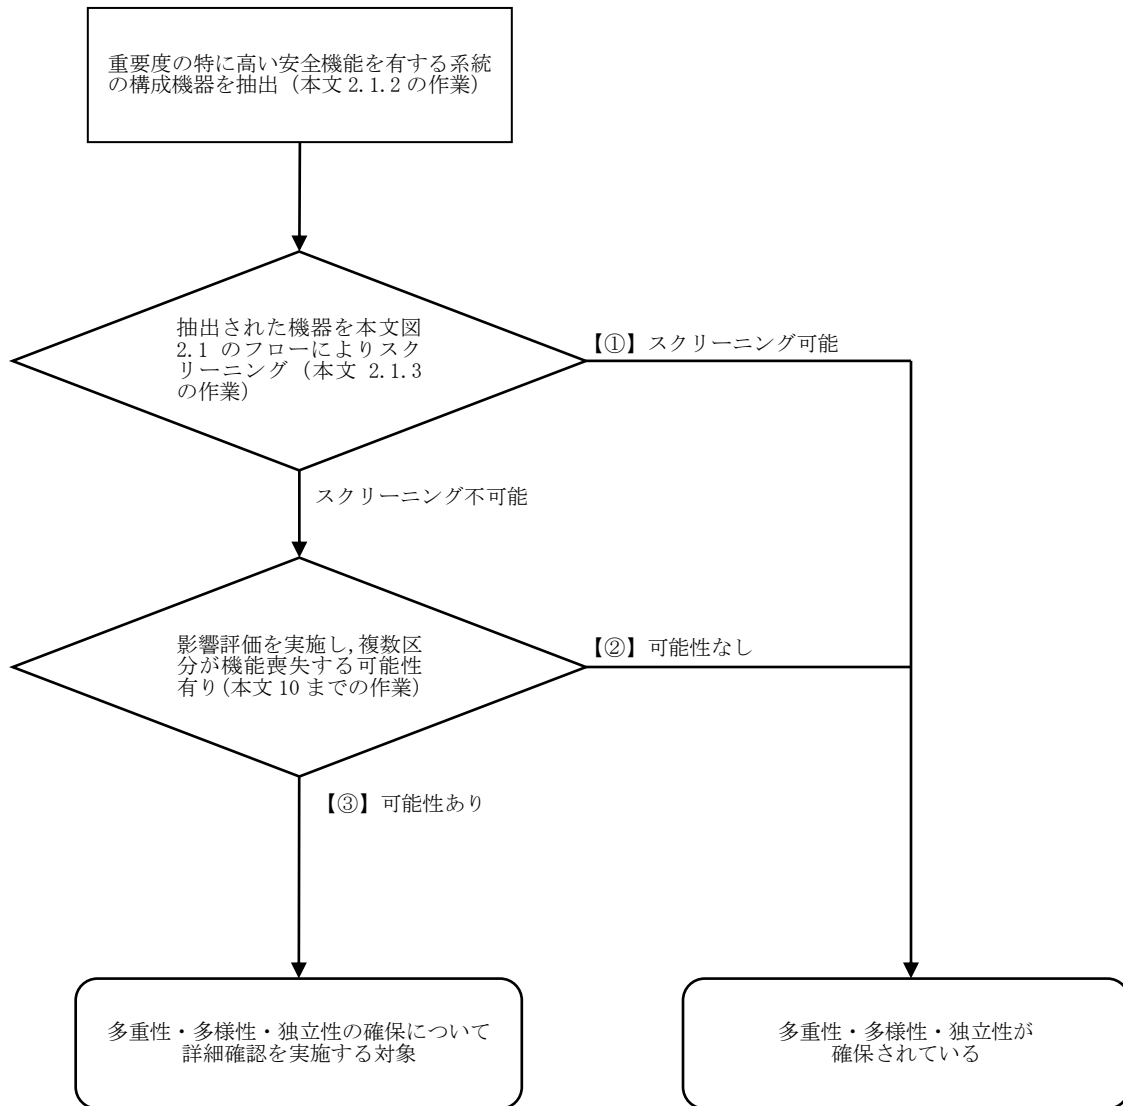 重要度の特に高い安全機能を有する系統
の構成機器を抽出（本文 2.1.2 の作業）
抽出された機器を本文図
2.1 のフローによりスク
リーニング（本文 2.1.3
の作業）
【①】スクリーニング可能
スクリーニング不可能
影響評価を実施し,複数区
分が機能喪失する可能性
有り(本文 10 までの作業)
【②】可能性なし
【③】可能性あり
多重性・多様性・独立性の確保について
詳細確認を実施する対象
多重性・多様性・独立性が
確保されている